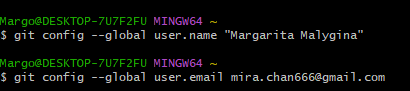 Margo@DESKTOP-7U7F2FU MINGW64 ~
$ git config --global user.name "Margarita Malygina"
Margo@DESKTOP-7U7F2FU MINGW64 ~
$ git config --global user.email mira.chan666@gmail.com